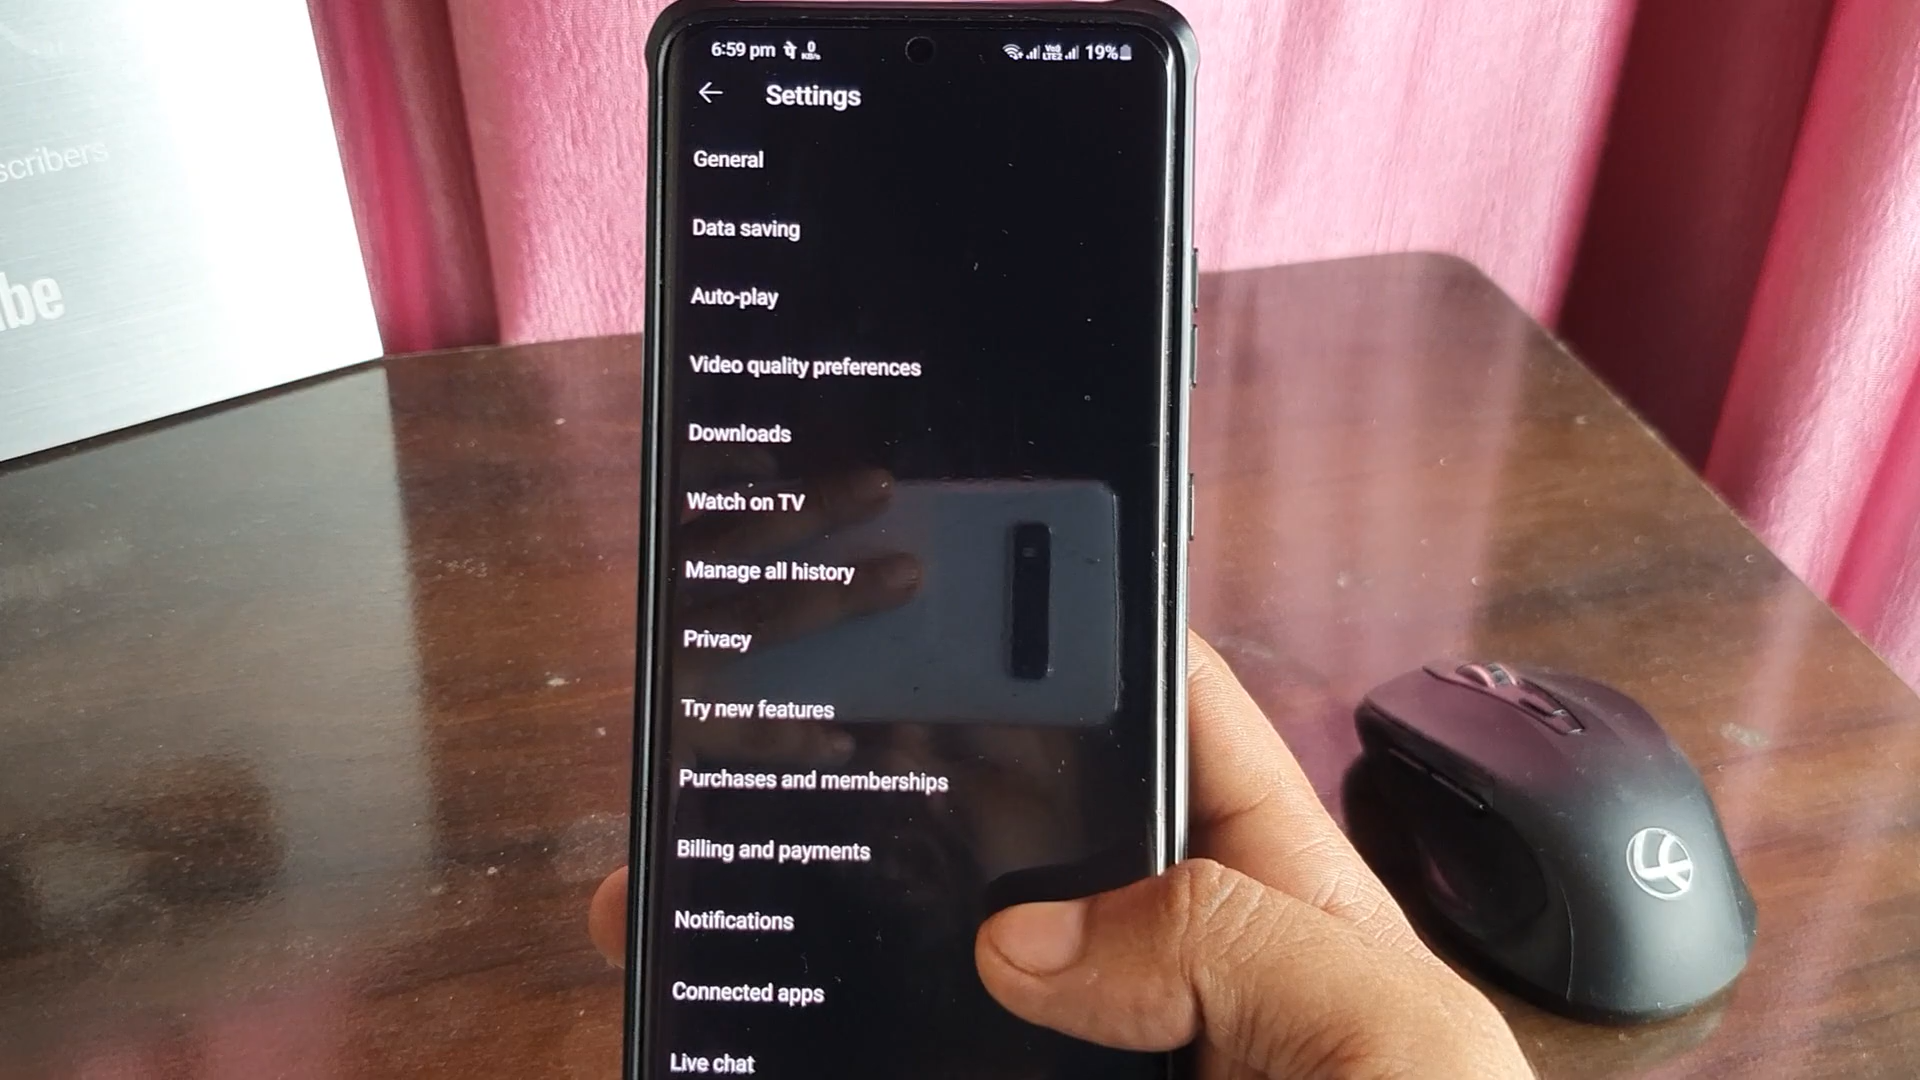 6:59 pm
19%
Settings
General
Data saving
Auto-play
Video quality preferences
Downloads
Watch on TV
Manage all history
Privacy
Try new features
Purchases and memberships
Billing and payments
Notifications
Connected apps
Live chat
scribers
be